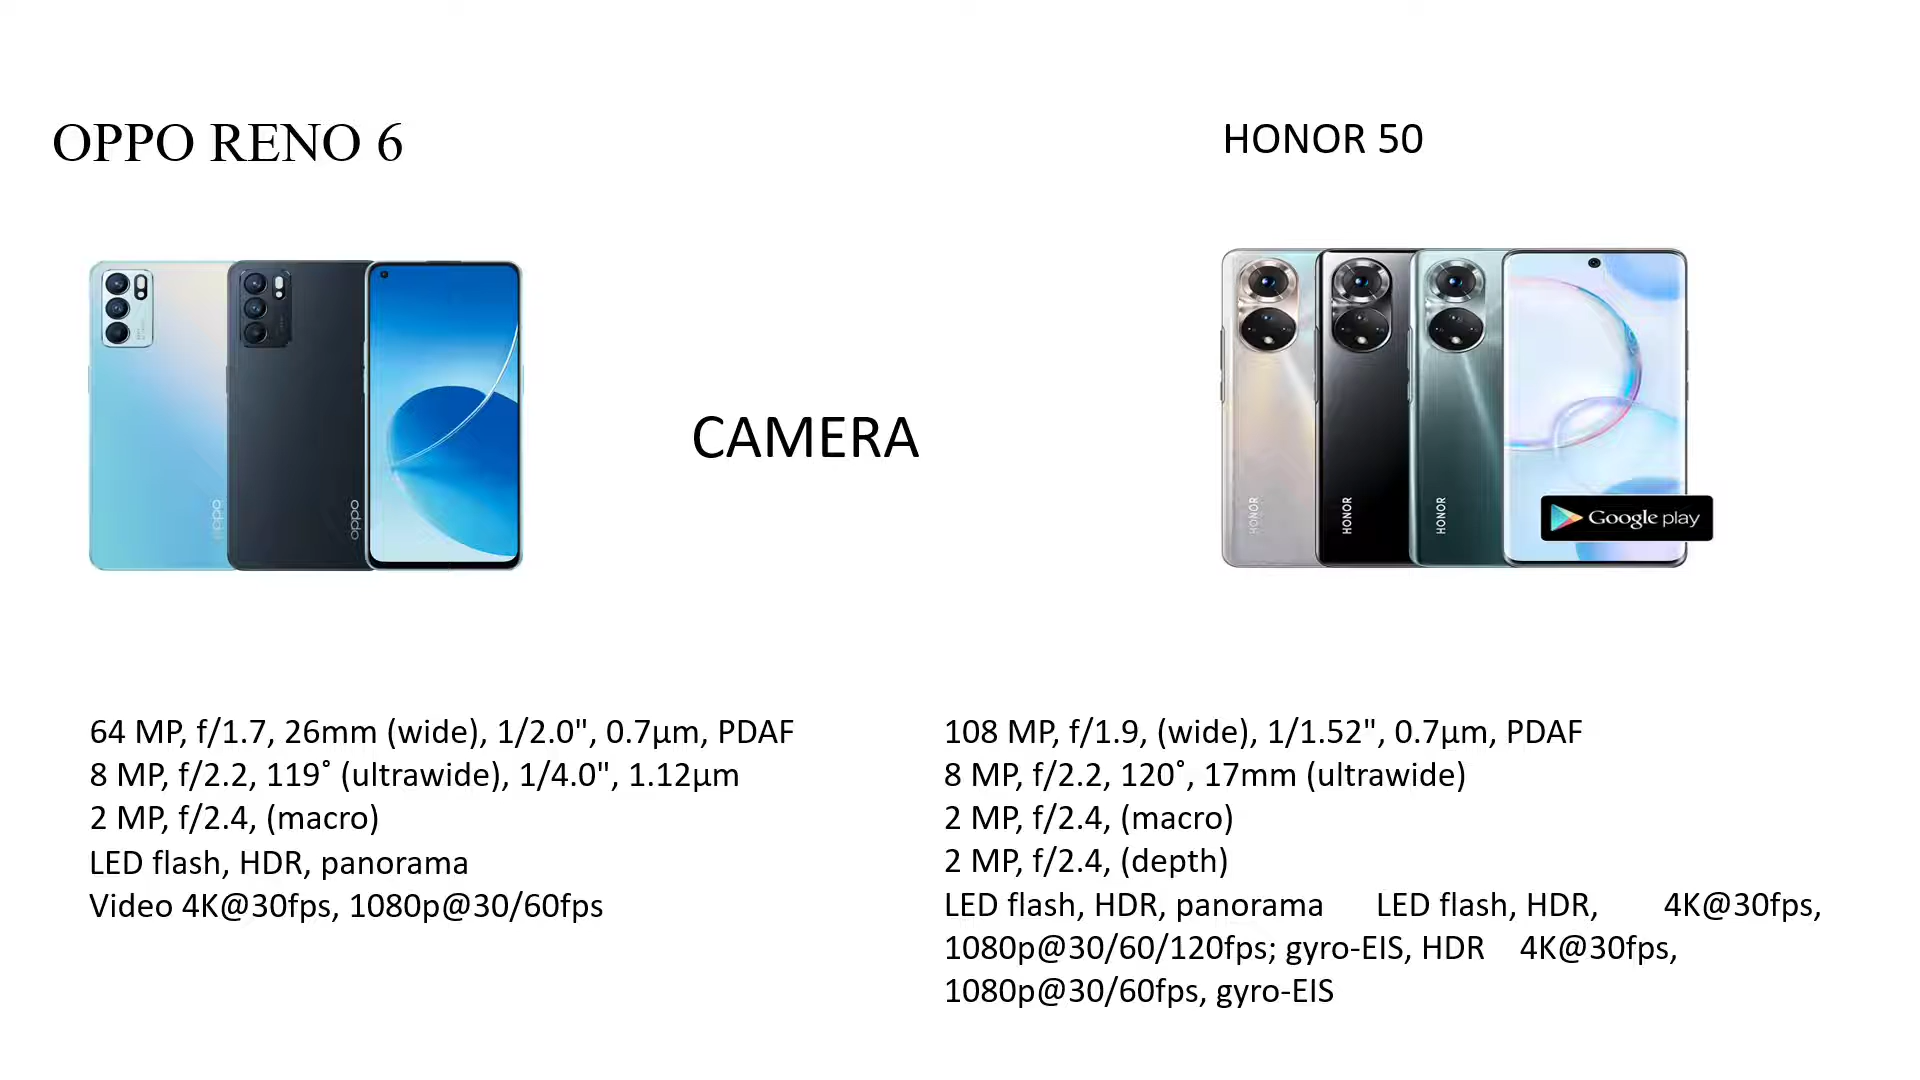 OPPO RENO 6
HONOR 50
oppo
oppo
HONOR
HONOR
HONOR
Google play
CAMERA
64 MP, f/1.7, 26mm (wide), 1/2.0", 0.7µm, PDAF
8 MP, f/2.2, 119˚ (ultrawide), 1/4.0", 1.12µm
2 MP, f/2.4, (macro)
LED flash, HDR, panorama
Video 4K@30fps, 1080p@30/60fps
108 MP, f/1.9, (wide), 1/1.52", 0.7µm, PDAF
8 MP, f/2.2, 120˚, 17mm (ultrawide)
2 MP, f/2.4, (macro)
2 MP, f/2.4, (depth)
LED flash, HDR, panorama LED flash, HDR, 4K@30fps,
1080p@30/60/120fps; gyro-EIS, HDR 4K@30fps,
1080p@30/60fps, gyro-EIS